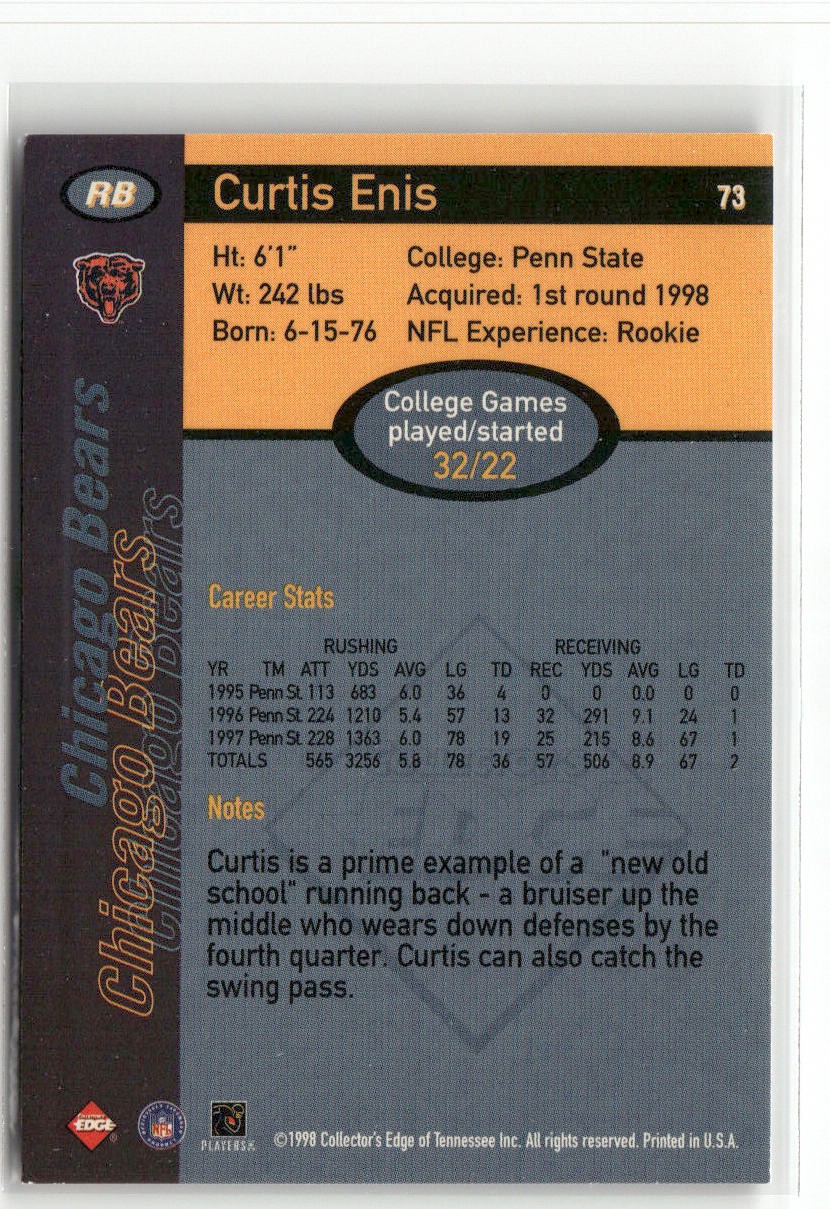 RB
Curtis Enis 73
Ht: 6'1" College: Penn State
Wt: 242 lbs Acquired: 1st round 1998
Born: 6-15-76 NFL Experience: Rookie
College Games
played/started
32/22
Chicago Bears
Chicago Bears
Chicago Bears
Career Stats
RUSHING RECEIVING
YR TM ATT YDS AVG LG TD REC YDS AVG LG TD
1995 Penn St. 113 683 6.0 36 4 0 0 0.0 0 0
1996 Penn St. 224 1210 5.4 57 13 32 291 9.1 24 1
1997 Penn St. 228 1363 6.0 78 19 25 215 8.6 67 1
TOTALS 565 3256 5.8 78 36 57 506 8.9 67 2
Notes
Curtis is a prime example of a "new old
school" running back - a bruiser up the
middle who wears down defenses by the
fourth quarter. Curtis can also catch the
swing pass.
EDGE ®
NFL
PLAYERS INC
©1998 Collector's Edge of Tennessee Inc. All rights reserved. Printed in U.S.A.